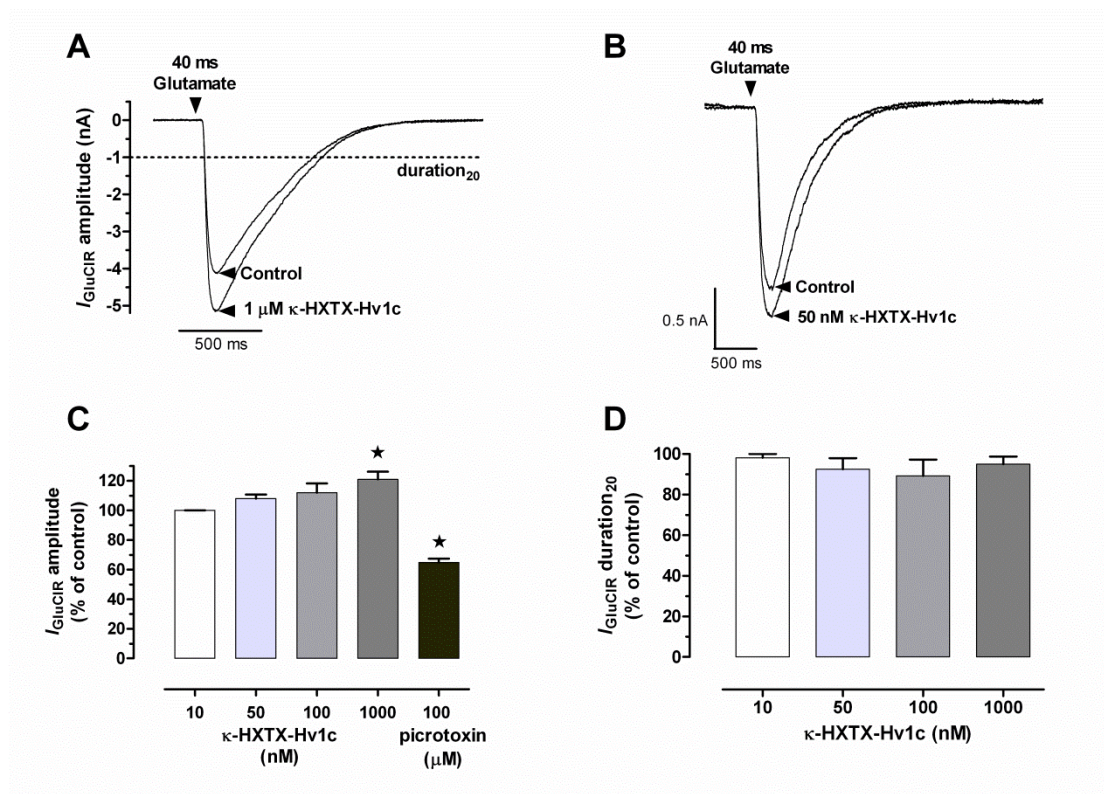 A
40 ms
Glutamate
0
-1
-2
-3
-4
-5
I GluClR amplitude (nA)
duration20
Control
1 μM κ-HXTX-Hv1c
500 ms
B
40 ms
Glutamate
Control
50 nM κ-HXTX-Hv1c
0.5 nA
500 ms
C
I GluClR amplitude
(% of control)
120
100
80
60
40
20
0
★
★
10 50 100 1000 100
κ-HXTX-Hv1c picrotoxin
(nM) (μM)
D
I GluClR duration20
(% of control)
100
80
60
40
20
0
10 50 100 1000
κ-HXTX-Hv1c (nM)